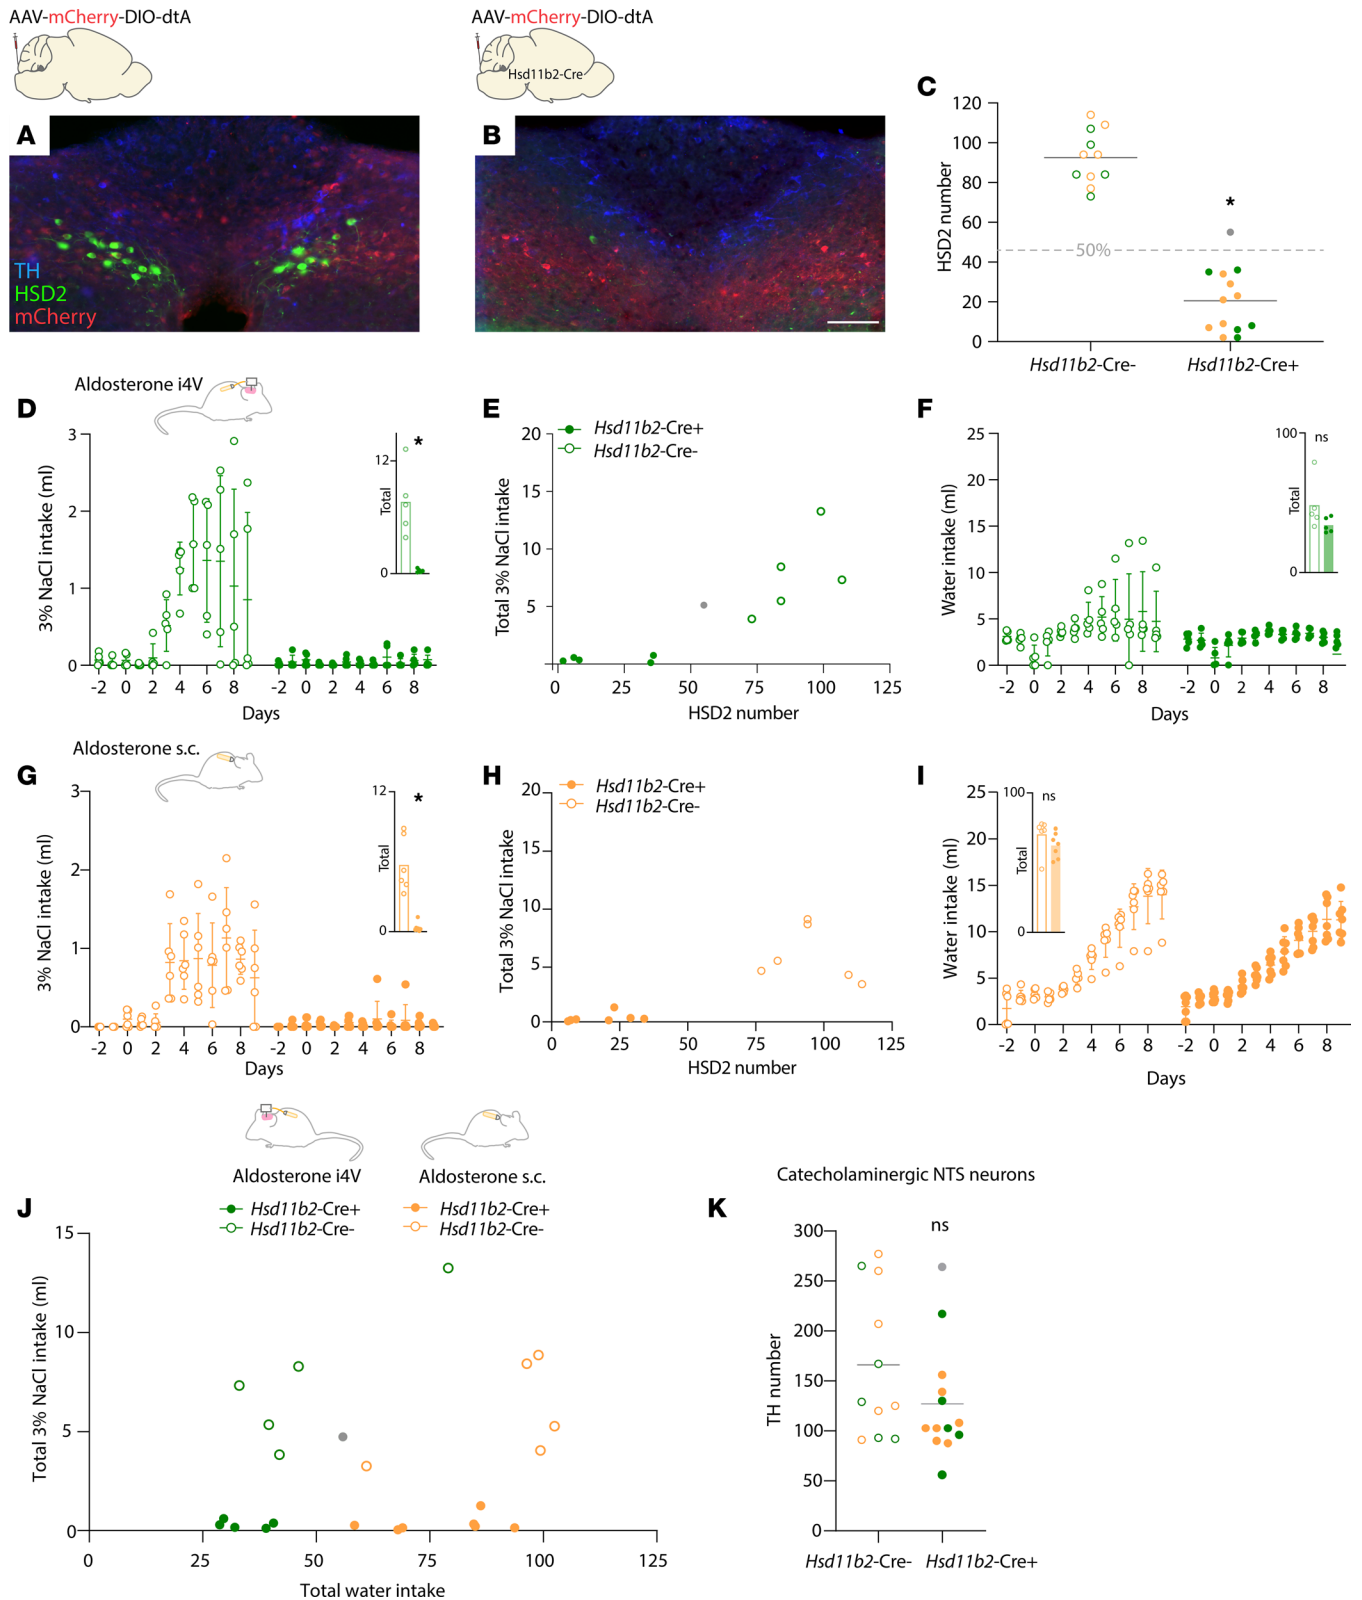 AAV-mCherry-DIO-dtA
AAV-mCherry-DIO-dtA
Hsd11b2-Cre
A
TH
HSD2
mCherry
B
C
HSD2 number
120
100
80
60
40
20
0
50%
*
Hsd11b2-Cre-
Hsd11b2-Cre+
Aldosterone i4V
D
3% NaCl intake (ml)
3
2
1
0
-2 0 2 4 6 8 -2 0 2 4 6 8
Days
12
Total
0
*
E
Hsd11b2-Cre+
Hsd11b2-Cre-
Total 3% NaCl intake
20
15
10
5
0 25 50 75 100 125
HSD2 number
F
Water intake (ml)
25
20
15
10
5
0
-2 0 2 4 6 8 -2 0 2 4 6 8
Days
100
ns
Total
0
Aldosterone s.c.
G
3% NaCl intake (ml)
3
2
1
0
-2 0 2 4 6 8 -2 0 2 4 6 8
Days
12
*
Total
0
H
Hsd11b2-Cre+
Hsd11b2-Cre-
Total 3% NaCl intake
20
15
10
5
0
0 25 50 75 100 125
HSD2 number
I
Water intake (ml)
25
20
15
10
5
0
-2 0 2 4 6 8 -2 0 2 4 6 8
Days
100
ns
Total
0
Aldosterone i4V
Aldosterone s.c.
J
Hsd11b2-Cre+
Hsd11b2-Cre-
Hsd11b2-Cre+
Hsd11b2-Cre-
Total 3% NaCl intake (ml)
15
10
5
0
0 25 50 75 100 125
Total water intake
Catecholaminergic NTS neurons
K
ns
TH number
300
250
200
150
100
50
0
Hsd11b2-Cre-
Hsd11b2-Cre+